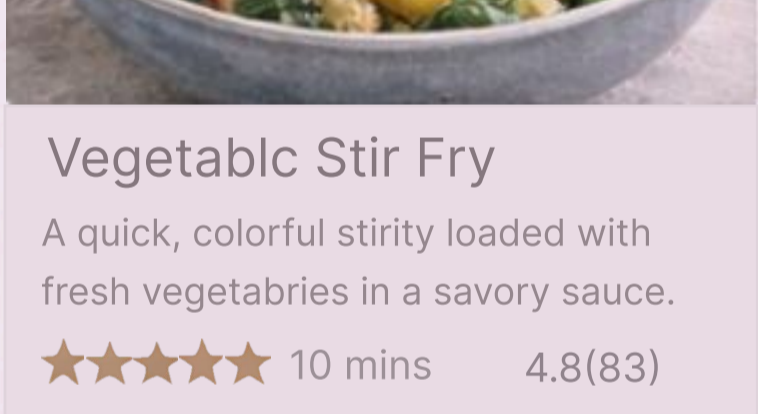 Vegetablc Stir Fry
A quick, colorful stirity loaded with
fresh vegetabries in a savory sauce.
10 mins 4.8(83)